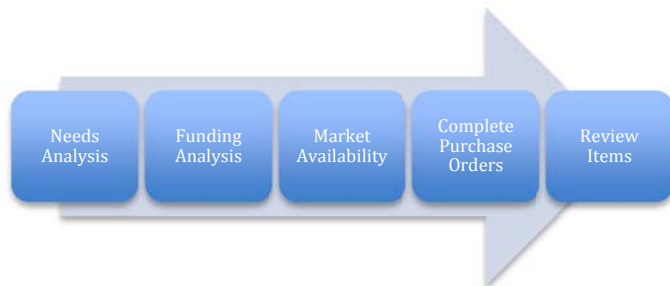 Needs
Analysis
Funding
Analysis
Market
Availability
Complete
Purchase
Orders
Review
Items